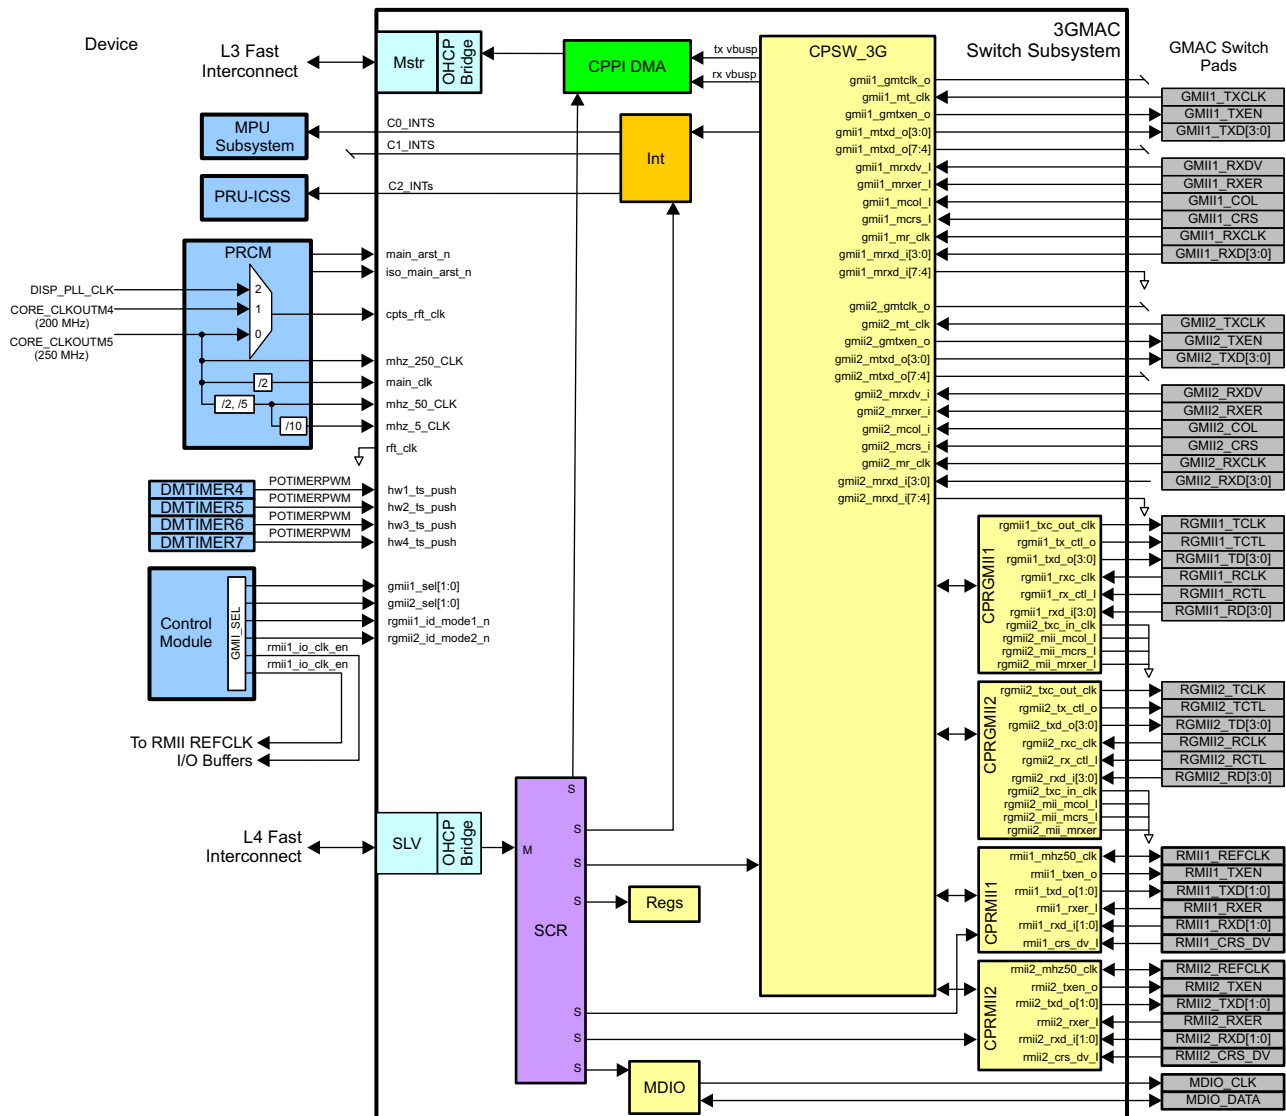 Device
L3 Fast
Interconnect
Mstr
OHCP
Bridge
CPPI DMA
tx vbusp
rx vbusp
CPSW_3G
3GMAC
Switch Subsystem
GMAC Switch
Pads
MPU
Subsystem
PRU-ICSS
C0_INTS
C1_INTS
C2_INTs
Int
PRCM
2
1
0
DISP_PLL_CLK
CORE_CLKOUTM4
(200 MHz)
CORE_CLKOUTM5
(250 MHz)
/2
/2, /5
/10
main_arst_n
iso_main_arst_n
cpts_rft_clk
mhz_250_CLK
main_clk
mhz_50_CLK
mhz_5_CLK
rft_clk
DMTIMER4
DMTIMER5
DMTIMER6
DMTIMER7
POTIMERPWM
POTIMERPWM
POTIMERPWM
POTIMERPWM
hw1_ts_push
hw2_ts_push
hw3_ts_push
hw4_ts_push
Control
Module
GMII_SEL
gmii1_sel[1:0]
gmii2_sel[1:0]
rgmii1_id_mode1_n
rgmii2_id_mode2_n
rmii1_io_clk_en
rmii1_io_clk_en
To RMII REFCLK
I/O Buffers
L4 Fast
Interconnect
SLV
OHCP
Bridge
M
SCR
S
S
S
S
S
S
S
Regs
MDIO
gmii1_gmtclk_o
gmii1_mt_clk
gmii1_gmtxen_o
gmii1_mtxd_o[3:0]
gmii1_mtxd_o[7:4]
gmii1_mrxdv_I
gmii1_mrxer_I
gmii1_mcol_I
gmii1_mcrs_I
gmii1_mr_clk
gmii1_mrxd_i[3:0]
gmii1_mrxd_i[7:4]
gmii2_gmtclk_o
gmii2_mt_clk
gmii2_gmtxen_o
gmii2_mtxd_o[3:0]
gmii2_mtxd_o[7:4]
gmii2_mrxdv_i
gmii2_mrxer_i
gmii2_mcol_i
gmii2_mcrs_i
gmii2_mr_clk
gmii2_mrxd_i[3:0]
gmii2_mrxd_i[7:4]
CPRGMII1
rgmii1_txc_out_clk
rgmii1_tx_ctl_o
rgmii1_txd_o[3:0]
rgmii1_rxc_clk
rgmii1_rx_ctl_I
rgmii1_rxd_i[3:0]
rgmii2_txc_in_clk
rgmii2_mii_mcol_I
rgmii2_mii_mcrs_I
rgmii2_mii_mrxer_I
CPRGMII2
rgmii2_txc_out_clk
rgmii2_tx_ctl_o
rgmii2_txd_o[3:0]
rgmii2_rxc_clk
rgmii2_rx_ctl_I
rgmii2_rxd_i[3:0]
rgmii2_txc_in_clk
rgmii2_mii_mcol_I
rgmii2_mii_mcrs_I
rgmii2_mii_mrxer
CPRMII1
rmii1_mhz50_clk
rmii1_txen_o
rmii1_txd_o[1:0]
rmii1_rxer_I
rmii1_rxd_i[1:0]
rmii1_crs_dv_I
CPRMII2
rmii2_mhz50_clk
rmii2_txen_o
rmii2_txd_o[1:0]
rmii2_rxer_I
rmii2_rxd_i[1:0]
rmii2_crs_dv_I
GMII1_TXCLK
GMII1_TXEN
GMII1_TXD[3:0]
GMII1_RXDV
GMII1_RXER
GMII1_COL
GMII1_CRS
GMII1_RXCLK
GMII1_RXD[3:0]
GMII2_TXCLK
GMII2_TXEN
GMII2_TXD[3:0]
GMII2_RXDV
GMII2_RXER
GMII2_COL
GMII2_CRS
GMII2_RXCLK
GMII2_RXD[3:0]
RGMII1_TCLK
RGMII1_TCTL
RGMII1_TD[3:0]
RGMII1_RCLK
RGMII1_RCTL
RGMII1_RD[3:0]
RGMII2_TCLK
RGMII2_TCTL
RGMII2_TD[3:0]
RGMII2_RCLK
RGMII2_RCTL
RGMII2_RD[3:0]
RMII1_REFCLK
RMII1_TXEN
RMII1_TXD[1:0]
RMII1_RXER
RMII1_RXD[1:0]
RMII1_CRS_DV
RMII2_REFCLK
RMII2_TXEN
RMII2_TXD[1:0]
RMII2_RXER
RMII2_RXD[1:0]
RMII2_CRS_DV
MDIO_CLK
MDIO_DATA